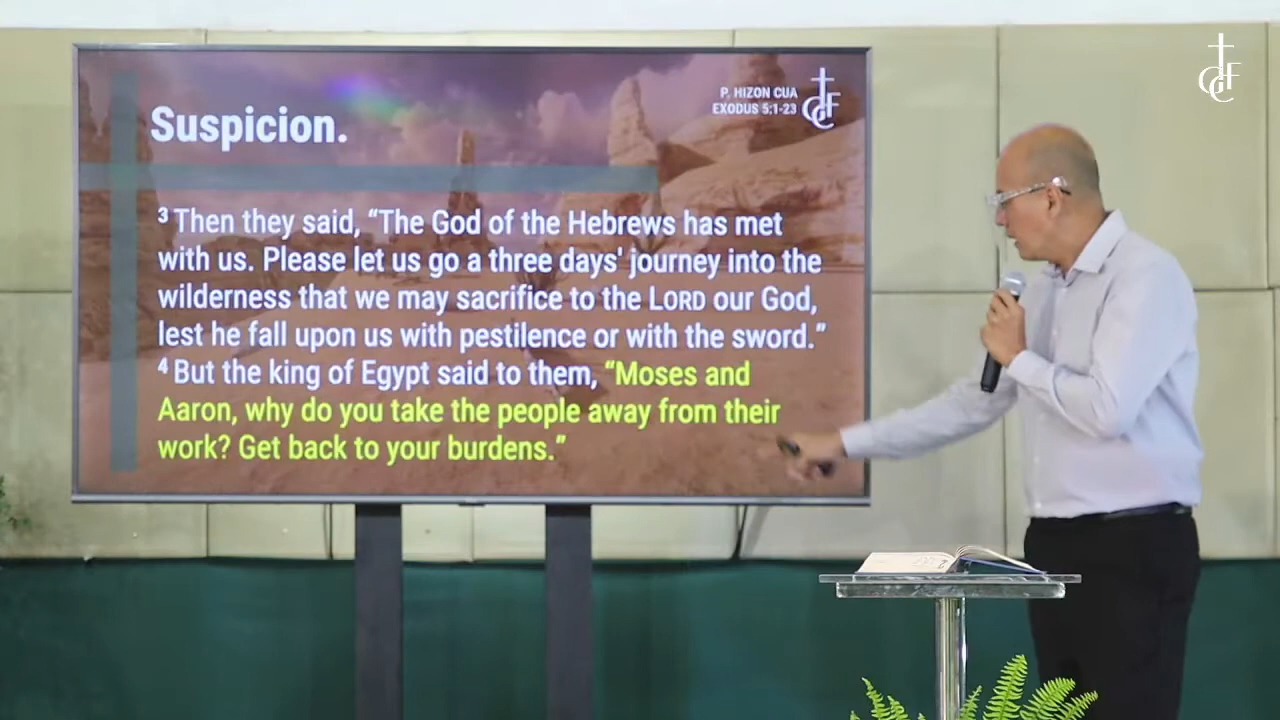 P. HIZON CUA
EXODUS 5:1-23
Suspicion.
³ Then they said, “The God of the Hebrews has met
with us. Please let us go a three days' journey into the
wilderness that we may sacrifice to the LORD our God,
lest he fall upon us with pestilence or with the sword.”
⁴ But the king of Egypt said to them, “Moses and
Aaron, why do you take the people away from their
work? Get back to your burdens.”
GCF
GCF